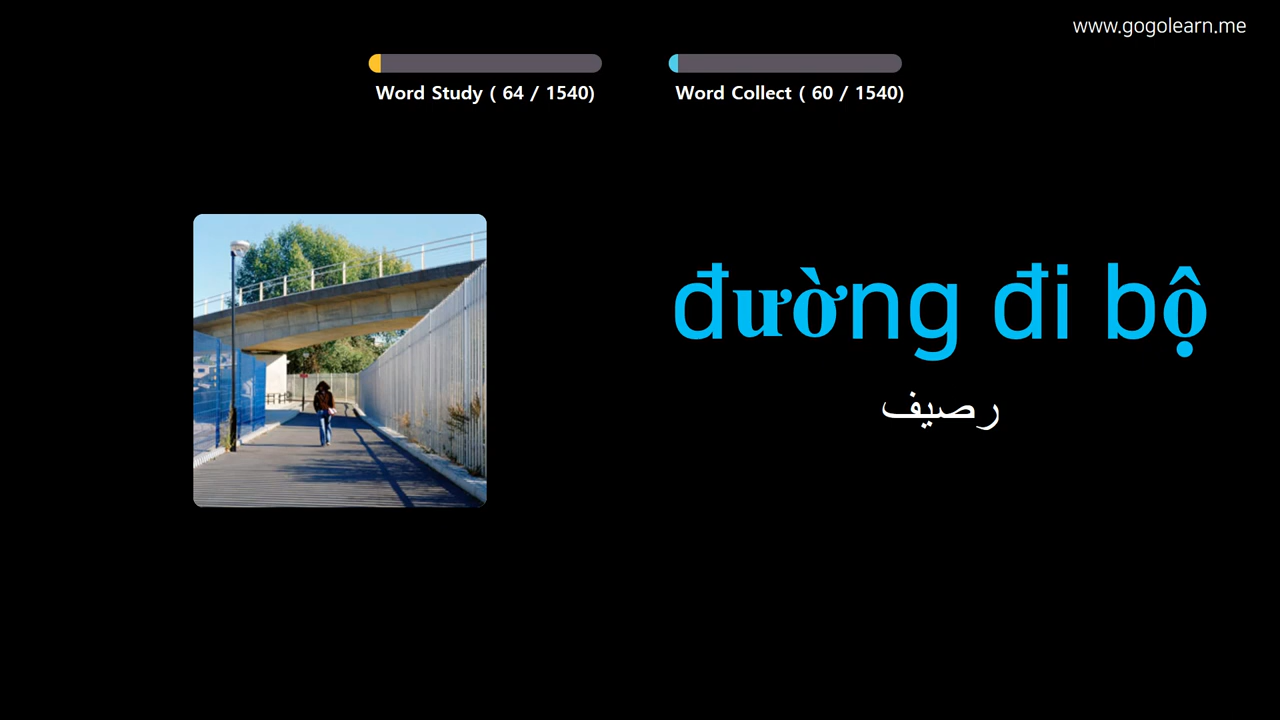 www.gogolearn.me
Word Study ( 64 / 1540)
Word Collect ( 60 / 1540)
đường đi bộ
رصيف